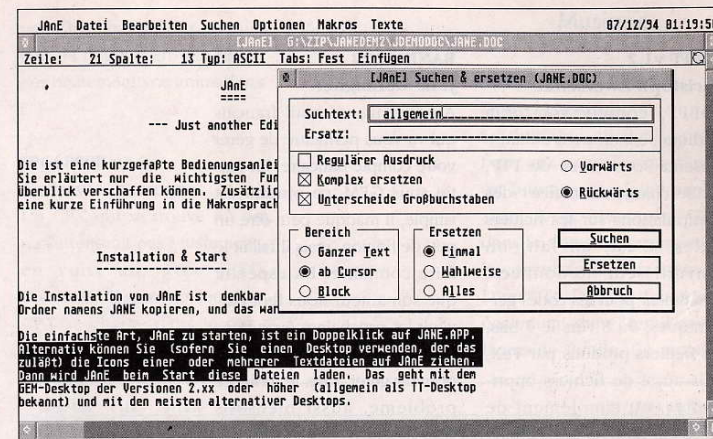 JAnE Datei Bearbeiten Suchen Optionen Makros Texte 07/12/94 01:19:50
[JAnE] G:\ZIP\JANEDEM2\JDEMODOC\JANE.DOC
Zeile: 21 Spalte: 13 Typ: ASCII Tabs: Fest Einfügen
[JAnE] Suchen & ersetzen (JANE.DOC)
JAnE
====
--- Just another Edi
Suchtext: allgemein
Ersatz:
Regulärer Ausdruck
Komplex ersetzen
Unterscheide Großbuchstaben
Vorwärts
Rückwärts
Die ist eine kurzgefaßte Bedienungsanlei
Sie erläutert nur die wichtigsten Fun
Überblick verschaffen können. Zusätzlic
eine kurze Einführung in die Makrosprach
Bereich
Ganzer Text
ab Cursor
Block
Ersetzen
Einmal
Wahlweise
Alles
Suchen
Ersetzen
Abbruch
Installation & Start
Die Installation von JAnE ist denkbar
Ordner namens JANE kopieren, und das war
Die einfachste Art, JAnE zu starten, ist ein Doppelklick auf JANE.APP.
Alternativ können Sie (sofern Sie einen Desktop verwenden, der das
zuläßt) die Icons einer oder mehrerer Textdateien auf JAnE ziehen.
Dann wird JAnE beim Start diese Dateien laden. Das geht mit dem
GEM-Desktop der Versionen 2.xx oder höher (allgemein als TT-Desktop
bekannt) und mit den meisten alternativer Desktops.